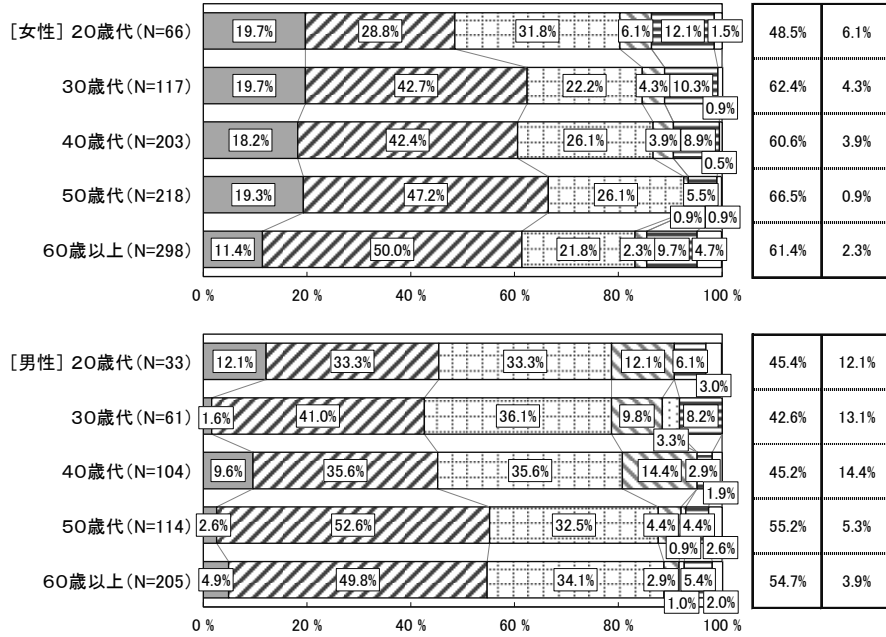 [女性] 20歳代(N=66) 19.7% 28.8% 31.8% 6.1% 12.1% 1.5% 48.5% 6.1%
30歳代(N=117) 19.7% 42.7% 22.2% 4.3% 10.3% 62.4% 4.3%
0.9%
40歳代(N=203) 18.2% 42.4% 26.1% 3.9% 8.9% 60.6% 3.9%
0.5%
50歳代(N=218) 19.3% 47.2% 26.1% 5.5% 66.5% 0.9%
0.9% 0.9%
60歳以上(N=298) 11.4% 50.0% 21.8% 2.3% 9.7% 4.7% 61.4% 2.3%
0% 20% 40% 60% 80% 100%
[男性] 20歳代(N=33) 12.1% 33.3% 33.3% 12.1% 6.1% 45.4% 12.1%
3.0%
30歳代(N=61) 1.6% 41.0% 36.1% 9.8% 8.2% 42.6% 13.1%
3.3%
40歳代(N=104) 9.6% 35.6% 35.6% 14.4% 2.9% 45.2% 14.4%
1.9%
50歳代(N=114) 2.6% 52.6% 32.5% 4.4% 4.4% 55.2% 5.3%
0.9% 2.6%
60歳以上(N=205) 4.9% 49.8% 34.1% 2.9% 5.4% 54.7% 3.9%
1.0% 2.0%
0% 20% 40% 60% 80% 100%